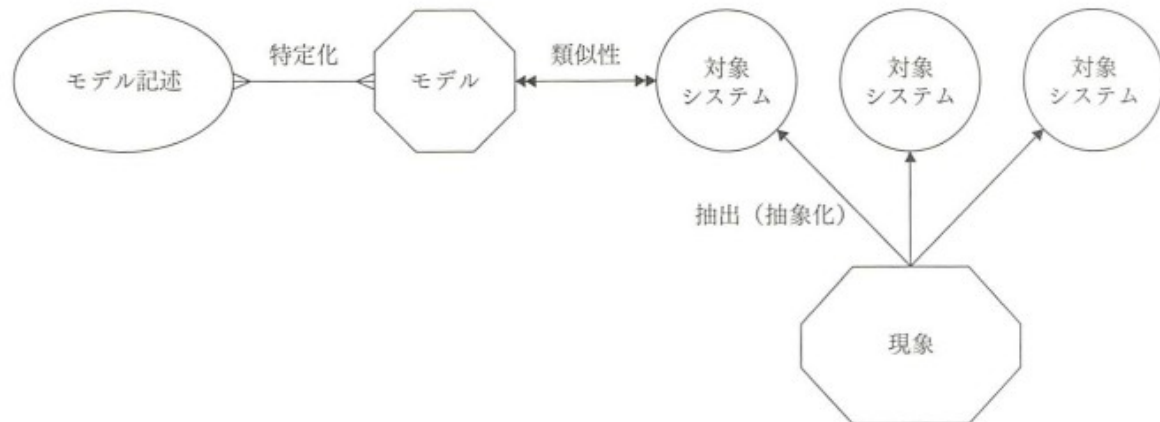 モデル記述
特定化
モデル
類似性
対象
システム
対象
システム
対象
システム
抽出（抽象化）
現象